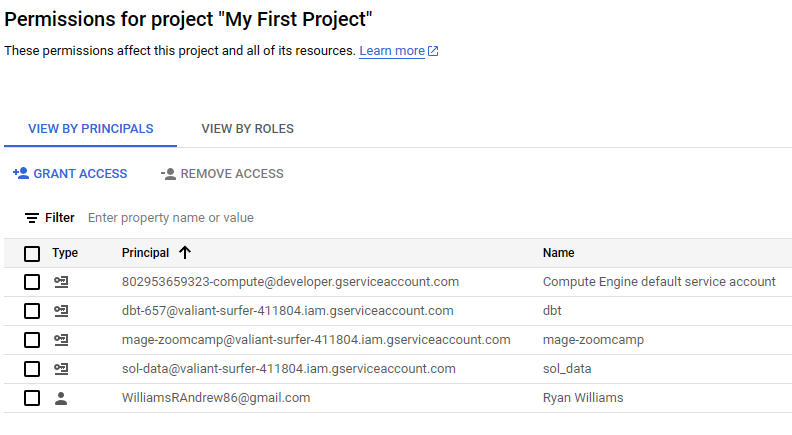 Permissions for project "My First Project"
These permissions affect this project and all of its resources. Learn more
VIEW BY PRINCIPALS VIEW BY ROLES
GRANT ACCESS REMOVE ACCESS
Filter Enter property name or value
Type Principal Name
802953659323-compute@developer.gserviceaccount.com Compute Engine default service account
dbt-657@valiant-surfer-411804.iam.gserviceaccount.com dbt
mage-zoomcamp@valiant-surfer-411804.iam.gserviceaccount.com mage-zoomcamp
sol-data@valiant-surfer-411804.iam.gserviceaccount.com sol_data
WilliamsRAndrew86@gmail.com Ryan Williams